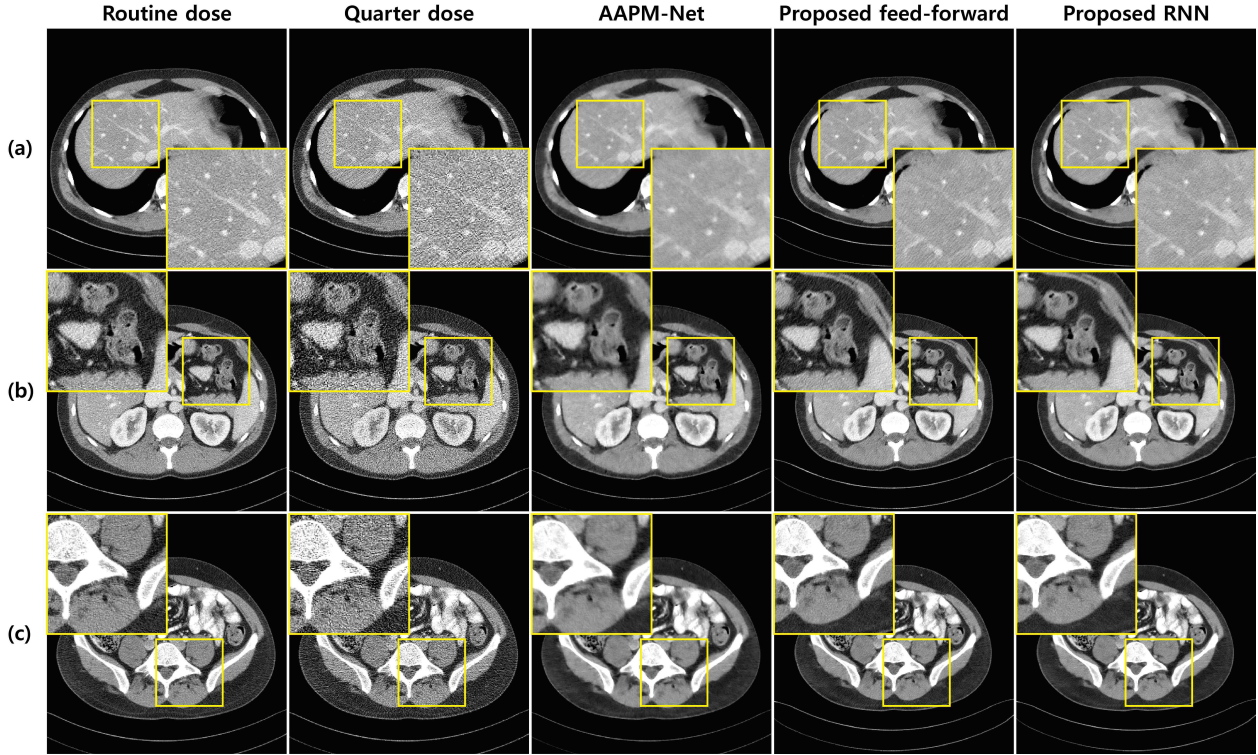 Routine dose Quarter dose AAPM-Net Proposed feed-forward Proposed RNN
(a)
(b)
(c)